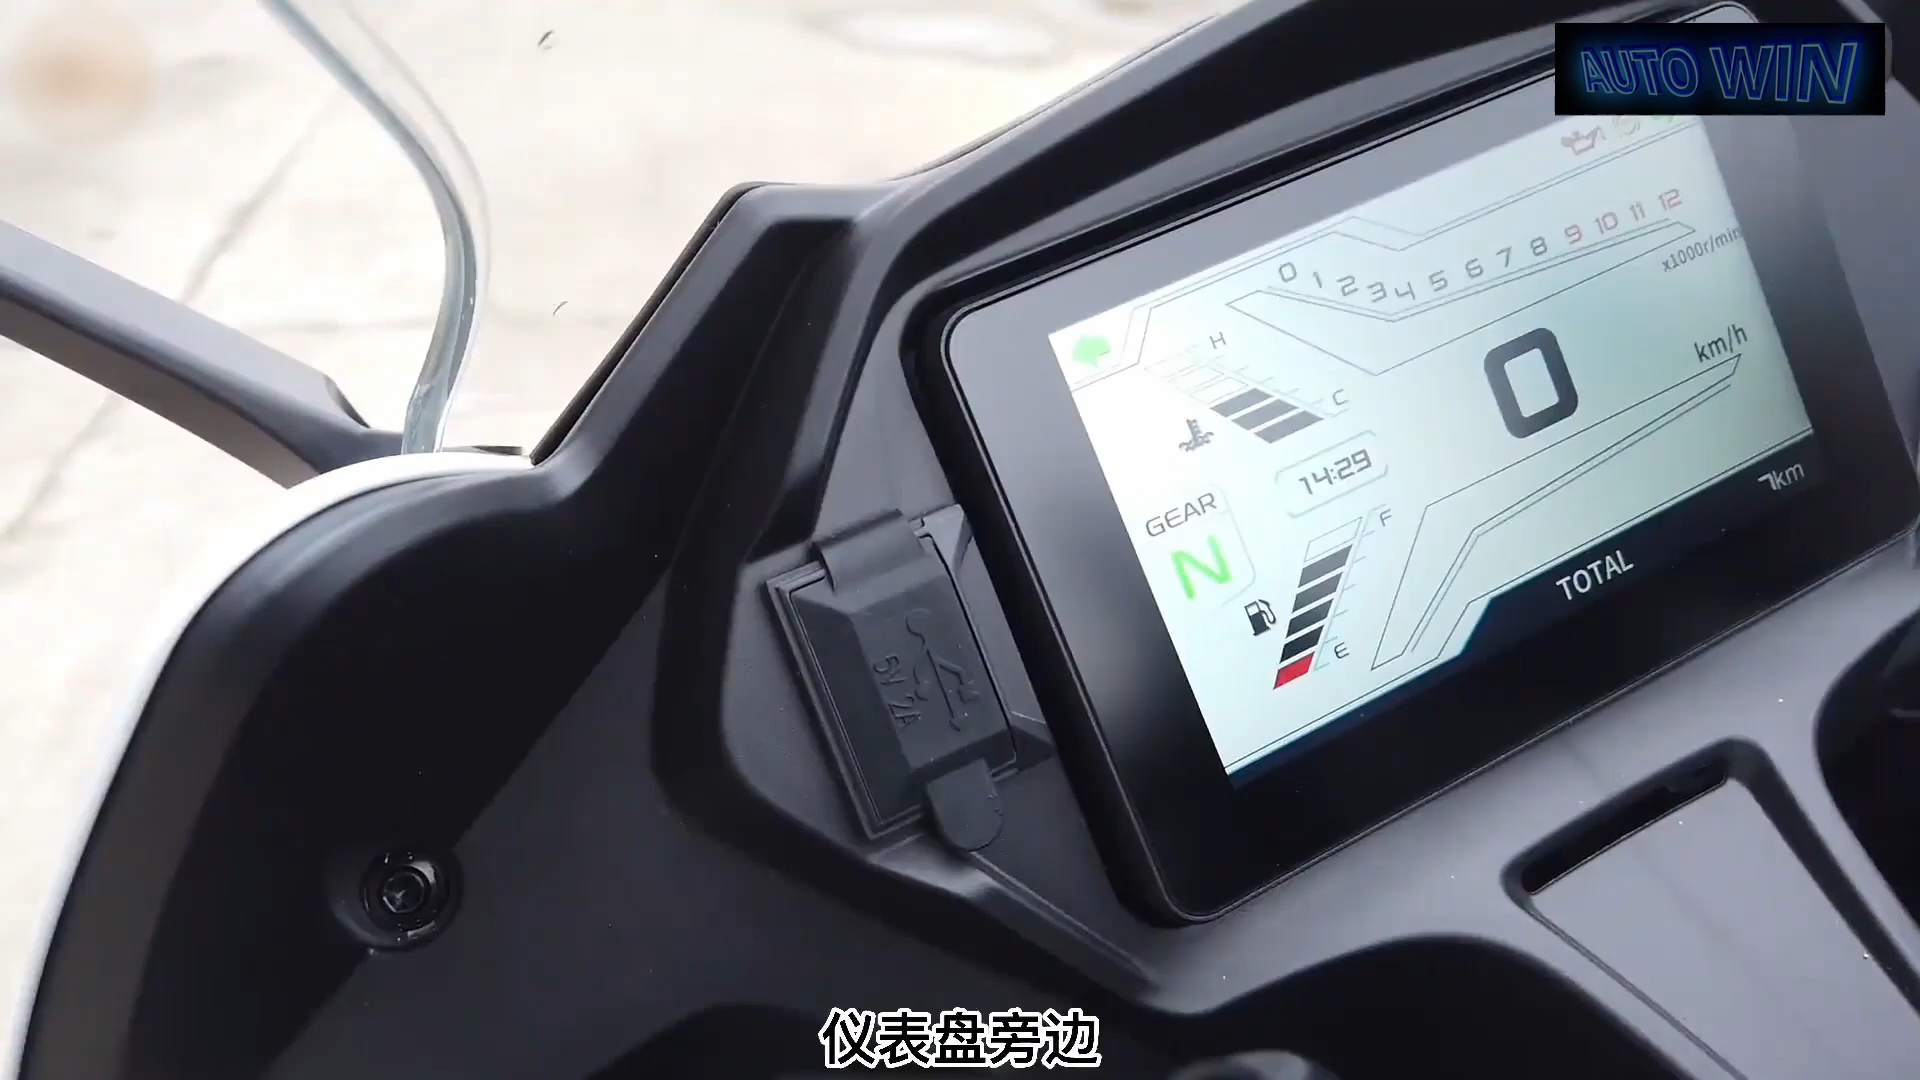 AUTO WIN
0 1 2 3 4 5 6 7 8 9 10 11 12
x1000r/min
H
C
0
km/h
14:29
GEAR
N
F
E
7km
TOTAL
5V 2A
仪表盘旁边